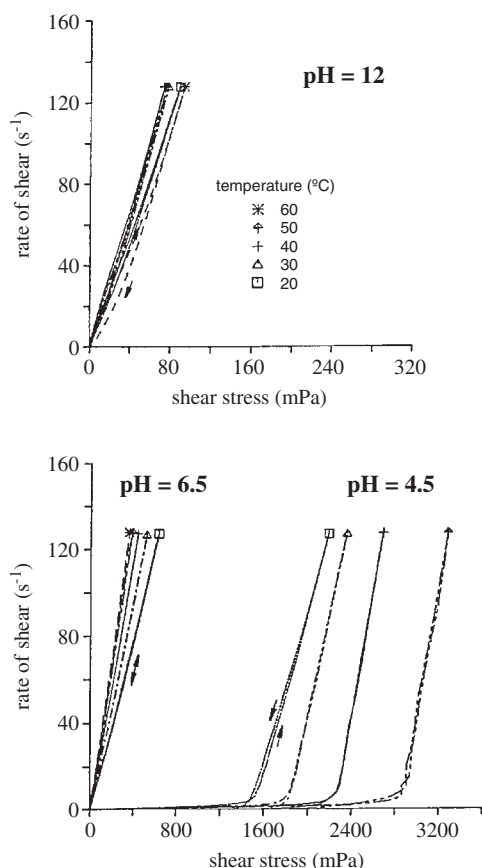 160
pH = 12
120
rate of shear (s-1)
temperature (ºC)
60
80
50
40
30
40
20
0
0 80 160 240 320
shear stress (mPa)
160
pH = 6.5 pH = 4.5
120
rate of shear (s-1)
80
40
0
0 800 1600 2400 3200
shear stress (mPa)